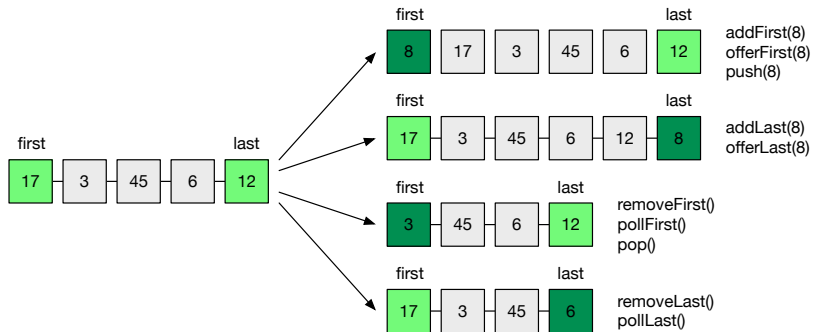 first last
8 17 3 45 6 12
addFirst(8)
offerFirst(8)
push(8)
first last
17 3 45 6 12 8
addLast(8)
offerLast(8)
first last
17 3 45 6 12
first last
3 45 6 12
removeFirst()
pollFirst()
pop()
first last
17 3 45 6
removeLast()
pollLast()